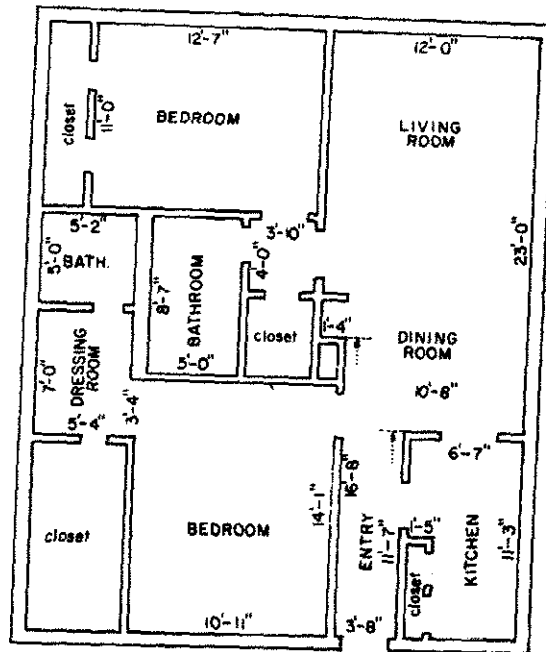 12'-7"
12'-0"
closet
11'-0"
BEDROOM
LIVING
ROOM
5'-2"
3'-10"
5'-0"
BATH.
4'-0"
23'-0"
8'-7"
BATHROOM
closet
1'-4"
DINING
ROOM
7'-0"
DRESSING
ROOM
5'-0"
10'-8"
5'-4"
3'-4"
6'-7"
16'-8"
14'-1"
closet
BEDROOM
ENTRY
11'-7"
1'-5"
closet
KITCHEN
11'-3"
10'-11"
3'-8"